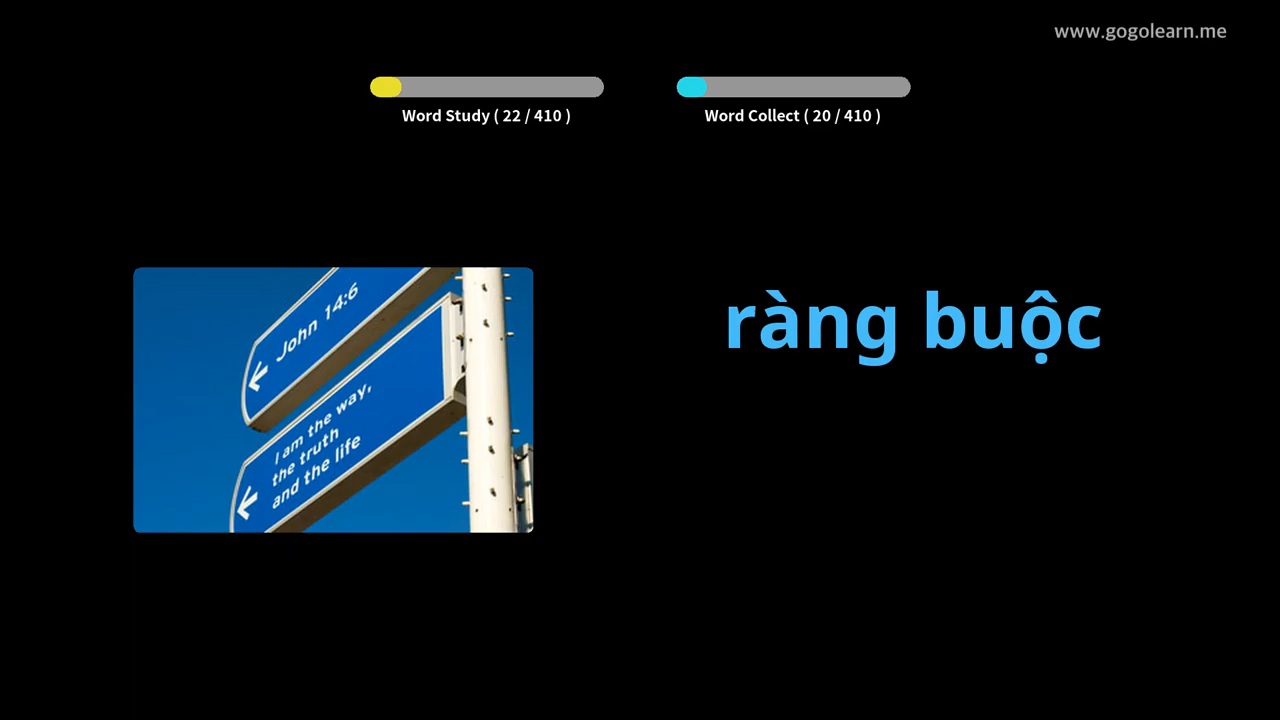 www.gogolearn.me
Word Study ( 22 / 410 )
Word Collect ( 20 / 410 )
John 14:6
I am the way,
the truth
and the life
ràng buộc